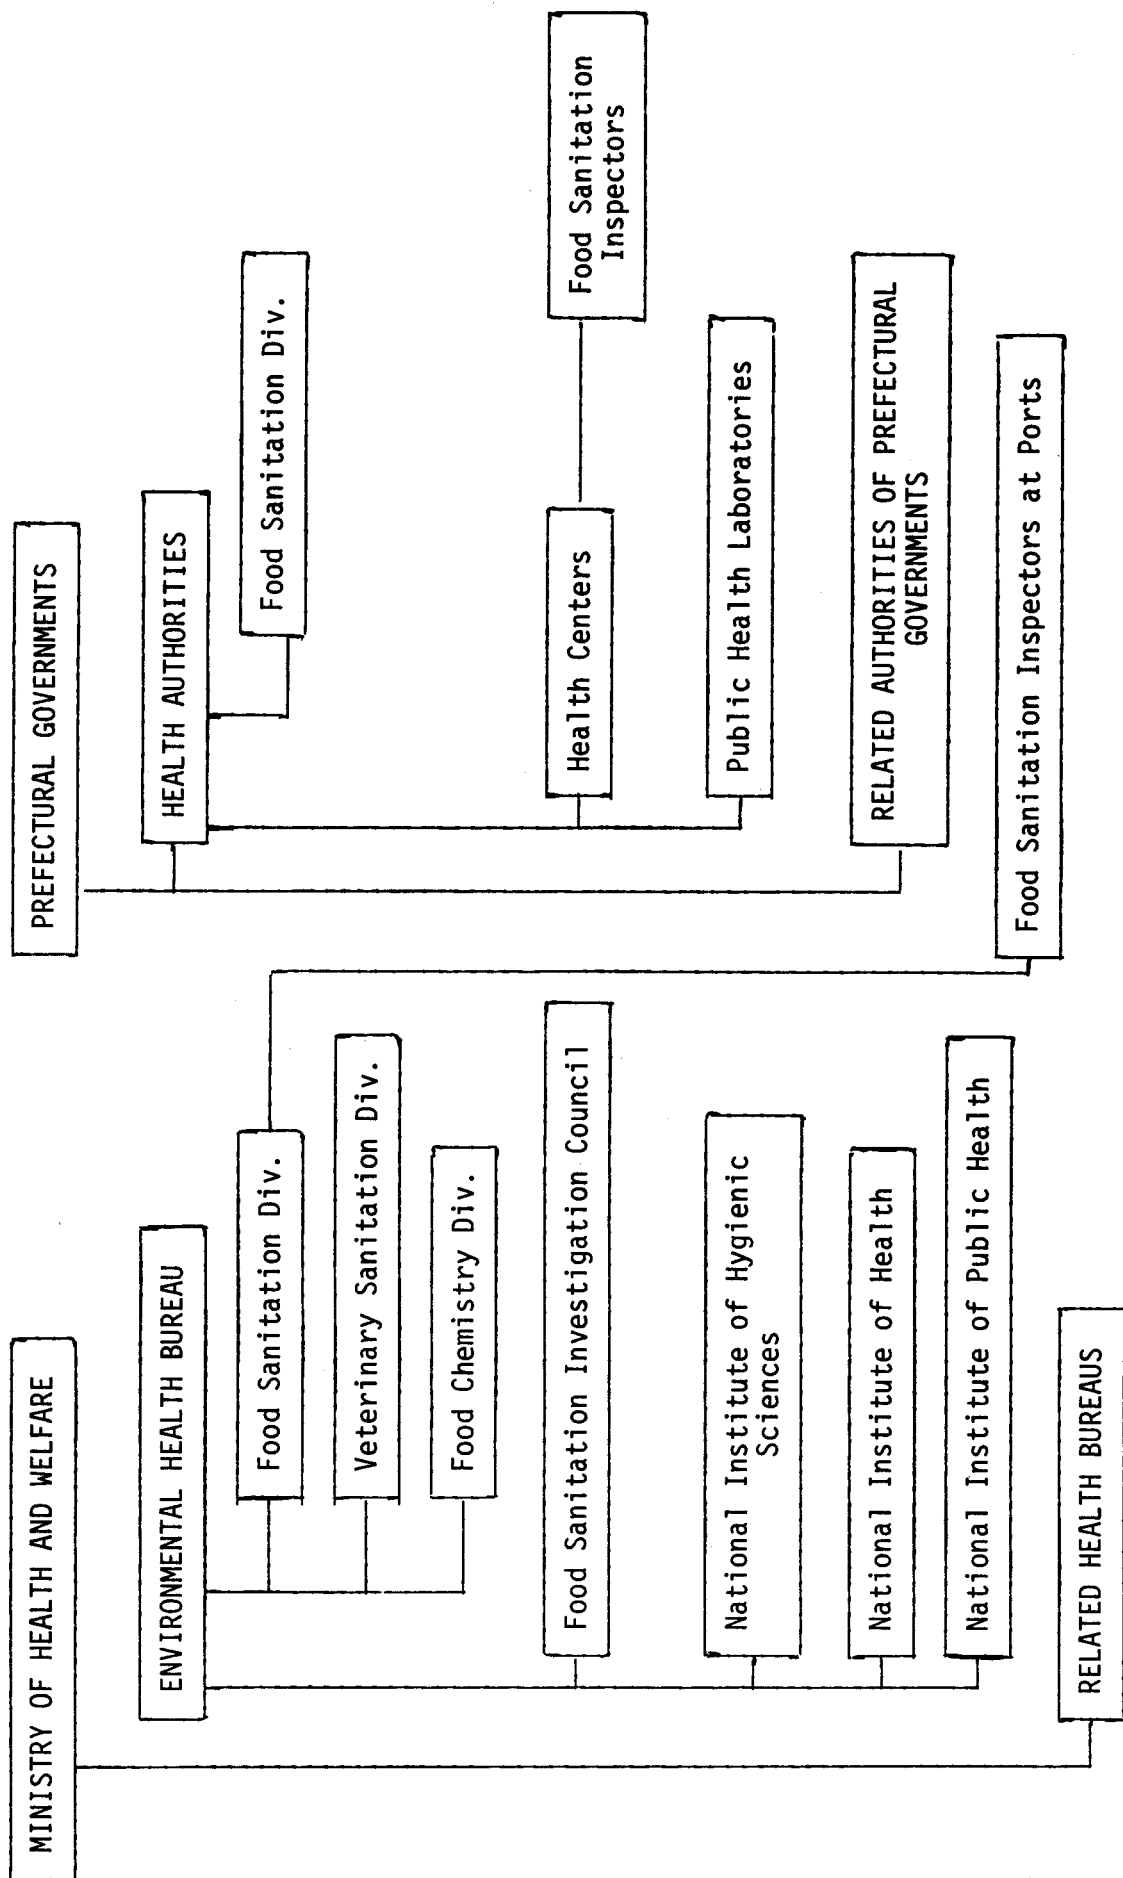 MINISTRY OF HEALTH AND WELFARE
ENVIRONMENTAL HEALTH BUREAU
Food Sanitation Div.
Veterinary Sanitation Div.
Food Chemistry Div.
Food Sanitation Investigation Council
National Institute of Hygienic
Sciences
National Institute of Health
National Institute of Public Health
RELATED HEALTH BUREAUS
PREFECTURAL GOVERNMENTS
HEALTH AUTHORITIES
Food Sanitation Div.
Health Centers
Food Sanitation
Inspectors
Public Health Laboratories
RELATED AUTHORITIES OF PREFECTURAL
GOVERNMENTS
Food Sanitation Inspectors at Ports